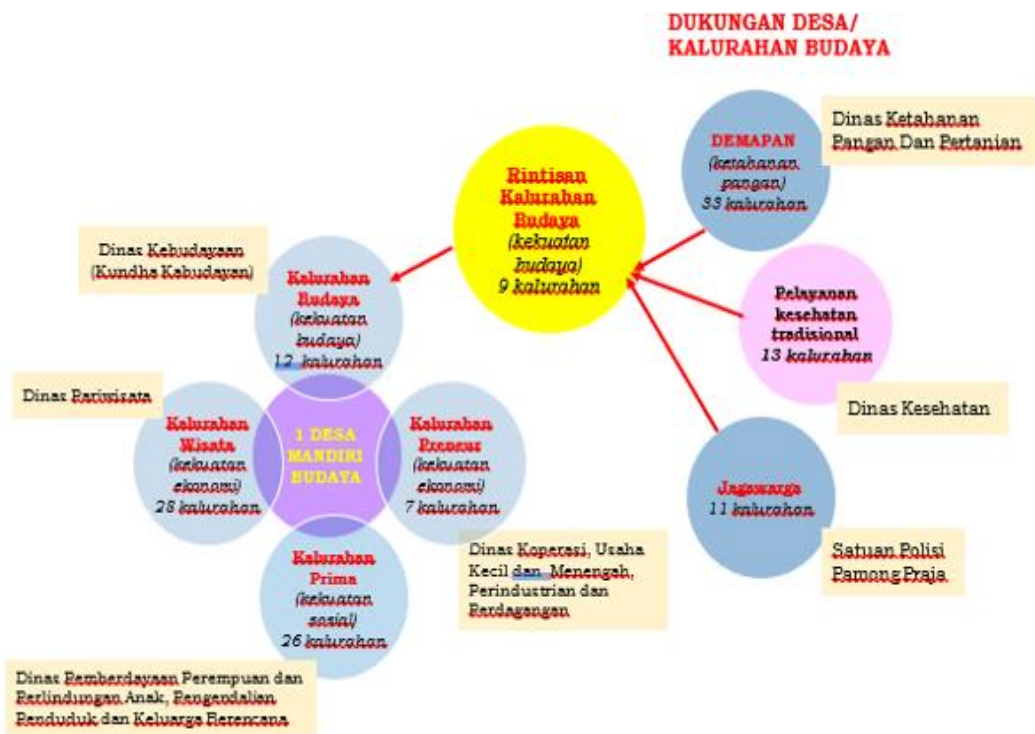 DUKUNGAN DESA/
KALURAHAN BUDAYA
Dinas Ketahanan
Pangan Dan Pertanian
DEMAPAN
(ketahanan
pangan)
33 kalurahan
Rintisan
Kalurahan
Budaya
(kekuatan
budaya)
9 kalurahan
Dinas Kebudayaan
(Kundha Kabudayan)
Kalurahan
Budaya
(kekuatan
budaya)
12 kalurahan
Pelayanan
kesehatan
tradisional
13 kalurahan
Dinas Kesehatan
Dinas Pariwisata
Kalurahan
Wisata
(kekuatan
ekonomi)
28 kalurahan
1 DESA
MANDIRI
BUDAYA
Kalurahan
Preneur
(kekuatan
ekonomi)
7 kalurahan
Jagawarga
11 kalurahan
Satuan Polisi
Pamong Praja
Dinas Koperasi, Usaha
Kecil dan Menengah,
Perindustrian dan
Perdagangan
Kalurahan
Prima
(kekuatan
sosial)
26 kalurahan
Dinas Pemberdayaan Perempuan dan
Perlindungan Anak, Pengendalian
Penduduk dan Keluarga Berencana